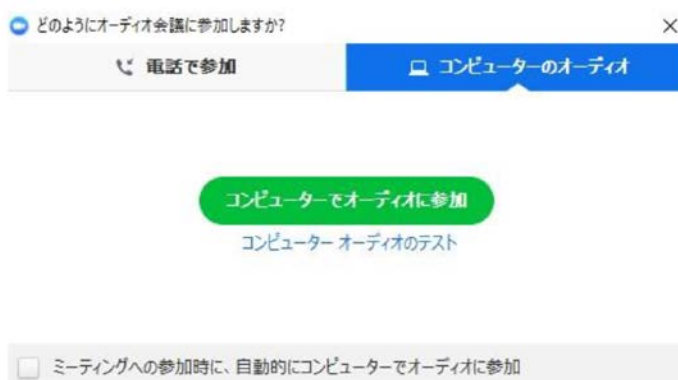 どのようにオーディオ会議に参加しますか?
電話で参加
コンピューターのオーディオ
コンピューターでオーディオに参加
コンピューター オーディオのテスト
ミーティングへの参加時に、自動的にコンピューターでオーディオに参加